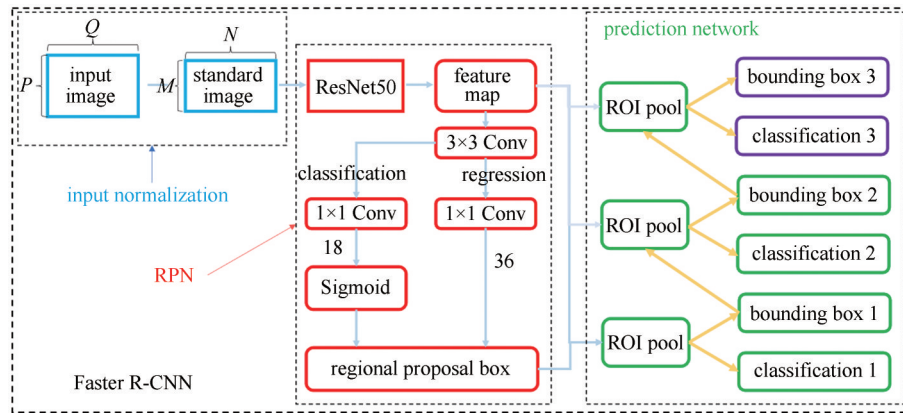 Q
N
P
input
image
M
standard
image
input normalization
ResNet50
feature
map
3×3 Conv
classification
regression
1×1 Conv
1×1 Conv
18
36
Sigmoid
regional proposal box
RPN
Faster R-CNN
prediction network
ROI pool
bounding box 3
classification 3
ROI pool
bounding box 2
classification 2
ROI pool
bounding box 1
classification 1